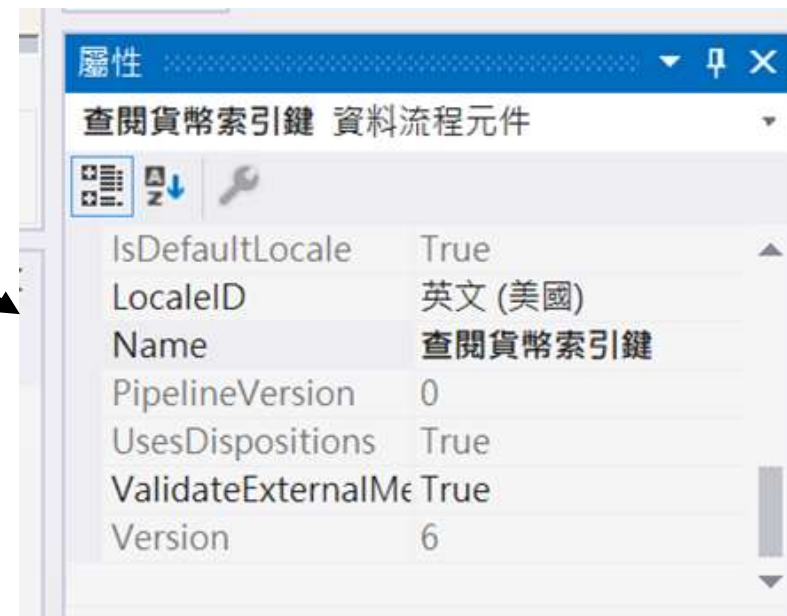 屬性
查閱貨幣索引鍵 資料流程元件
IsDefaultLocale True
LocaleID 英文 (美國)
Name 查閱貨幣索引鍵
PipelineVersion 0
UsesDispositions True
ValidateExternalMe True
Version 6